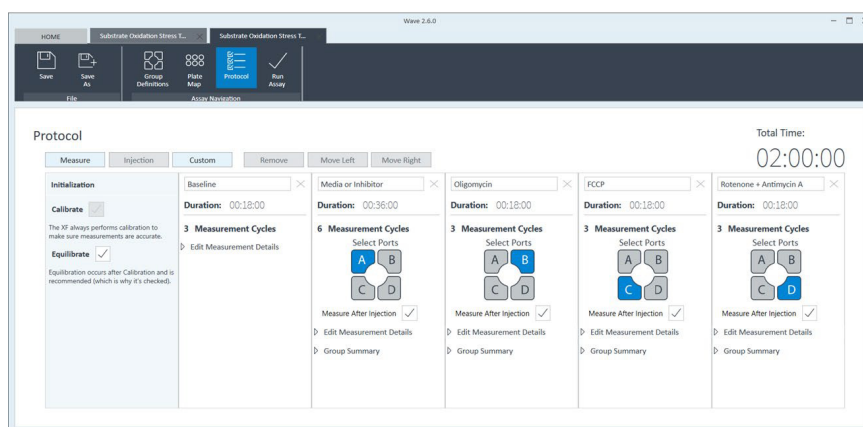 Wave 2.6.0
HOME
Substrate Oxidation Stress T...
Substrate Oxidation Stress T...
Save
Save As
Group Definitions
Plate Map
Protocol
Run Assay
File
Assay Navigation
Protocol
Total Time:
02:00:00
Measure
Injection
Custom
Remove
Move Left
Move Right
Initialization
Calibrate
The XF always performs calibration to
make sure measurements are accurate.
Equilibrate
Equilibration occurs after Calibration and is
recommended (which is why it's checked).
Baseline
Duration: 00:18:00
3 Measurement Cycles
Edit Measurement Details
Media or Inhibitor
Duration: 00:36:00
6 Measurement Cycles
Select Ports
A B
C D
Measure After Injection
Edit Measurement Details
Group Summary
Oligomycin
Duration: 00:18:00
3 Measurement Cycles
Select Ports
A B
C D
Measure After Injection
Edit Measurement Details
Group Summary
FCCP
Duration: 00:18:00
3 Measurement Cycles
Select Ports
A B
C D
Measure After Injection
Edit Measurement Details
Group Summary
Rotenone + Antimycin A
Duration: 00:18:00
3 Measurement Cycles
Select Ports
A B
C D
Measure After Injection
Edit Measurement Details
Group Summary